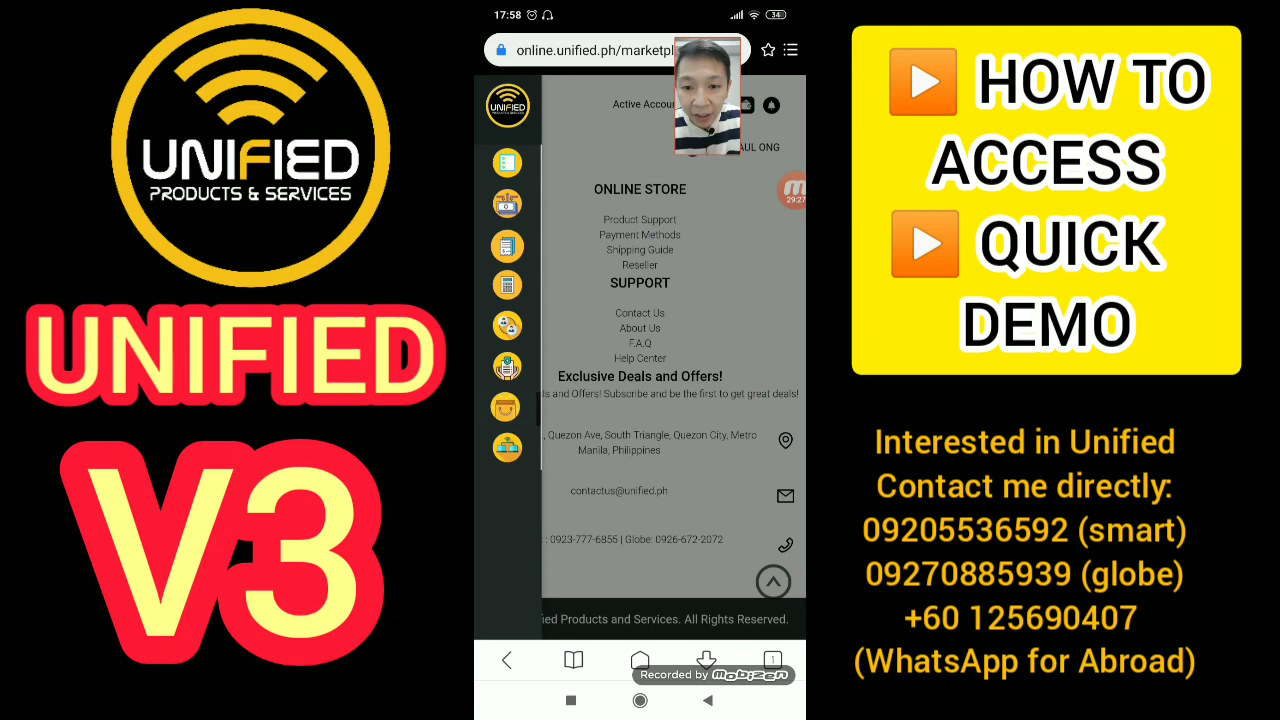 UNIFIED
PRODUCTS & SERVICES
UNIFIED
V3
17:58
34
online.unified.ph/marketpl
UNIFIED
Active Accou
AUL ONG
29:27
ONLINE STORE
Product Support
Payment Methods
Shipping Guide
Reseller
SUPPORT
Contact Us
About Us
F.A.Q
Help Center
Exclusive Deals and Offers!
ls and Offers! Subscribe and be the first to get great deals!
., Quezon Ave, South Triangle, Quezon City, Metro
Manila, Philippines
contactus@unified.ph
: 0923-777-6855 | Globe: 0926-672-2072
ied Products and Services. All Rights Reserved.
1
Recorded by mobizen
HOW TO
ACCESS
QUICK
DEMO
Interested in Unified
Contact me directly:
09205536592 (smart)
09270885939 (globe)
+60 125690407
(WhatsApp for Abroad)